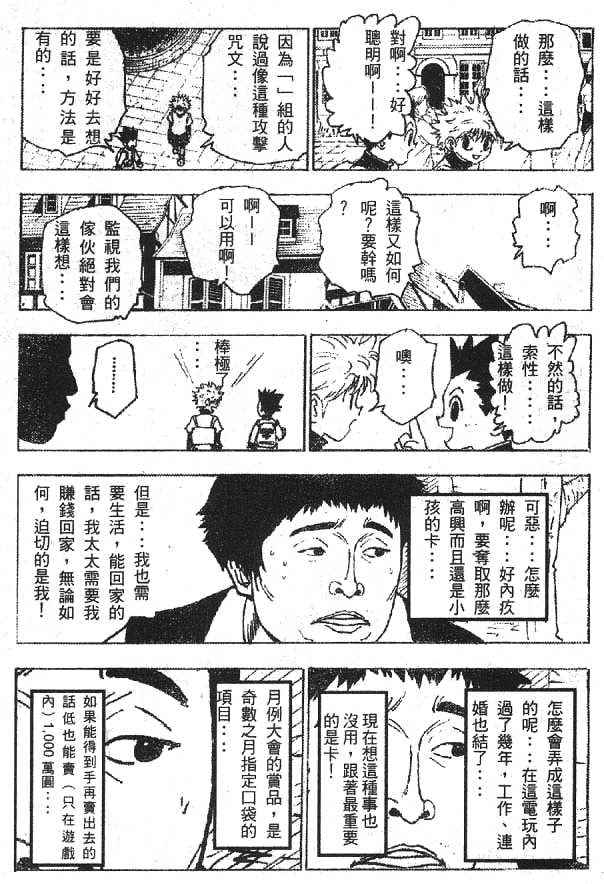 那麼‥‥這樣
做的話‥‥
對啊‥‥好
聰明啊──！
因為「」組的人
說過像這種攻擊
咒文‥‥
要是好好去想
的話，方法是
有的‥‥
啊‥‥
這樣又如何
呢？要幹嗎
？
啊──
可以用啊！
監視我們的
傢伙絕對會
這樣想‥‥
不然的話，
索性‥‥‥
這樣做！
噢‥‥
棒極了
‥‥
‥‥‥‥
可惡‥‥怎麼
辦呢‥‥好內疚
啊，要奪取那麼
高興而且還是小
孩的卡‥‥
但是‥‥我也需
要生活，能回家的
話，我太太需要我
賺錢回家，無論如
何，迫切的是我！
怎麼會弄成這樣子
的呢‥‥在這電玩內
過了幾年，工作、連
婚也結了‥‥
現在想這種事也
沒用，跟著最重要
的是卡！
月例大會的賞品，是
奇數之月指定口袋的
項目‥‥
如果能得到手再賣出去的
話低也能賣（只在遊戲
內）1,000 萬圓‥‥